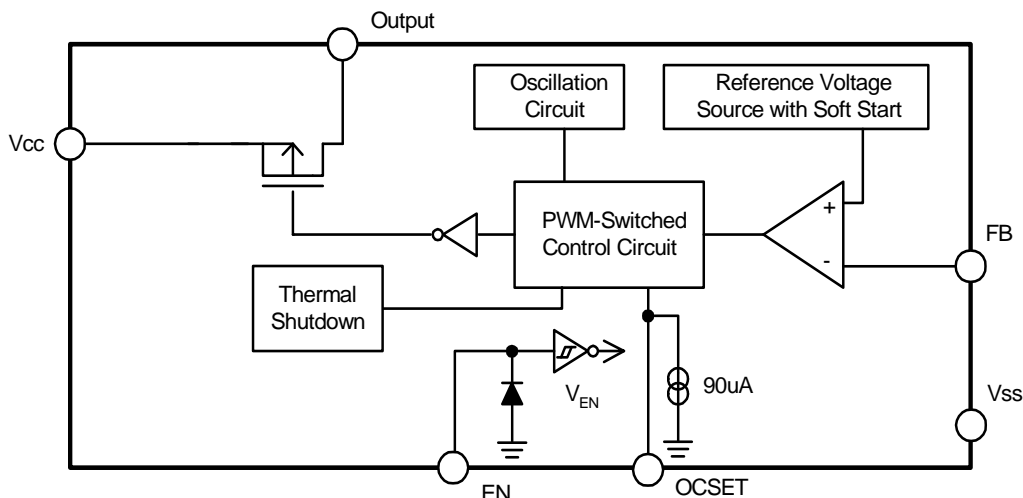 Output
Oscillation
Circuit
Reference Voltage
Source with Soft Start
Vcc
+
PWM-Switched
Control Circuit
-
FB
Thermal
Shutdown
VEN
90uA
Vss
EN
OCSET